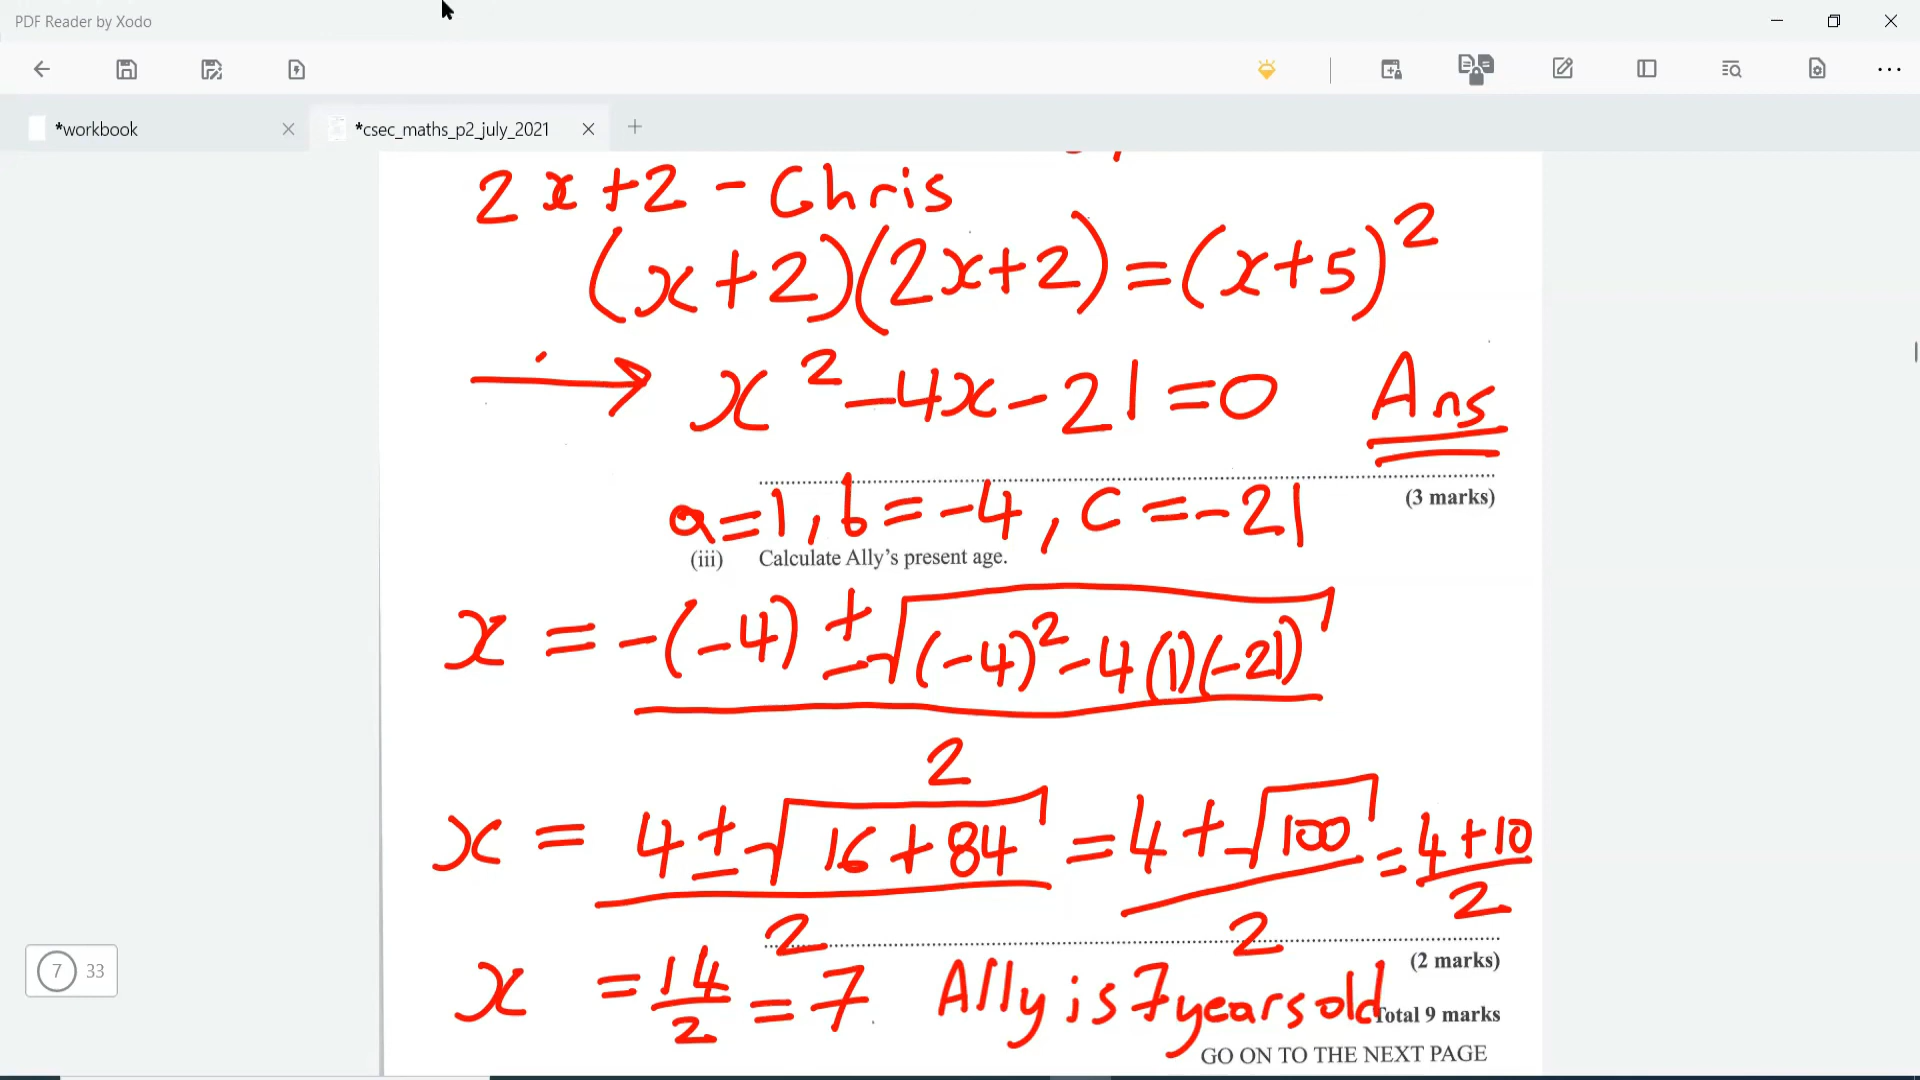 PDF Reader by Xodo
*workbook
*csec_maths_p2_july_2021
2x+2 - Chris
(x+2)(2x+2)=(x+5)²
→ x²-4x-21=0 Ans
(3 marks)
a=1, b=-4, c=-21
(iii) Calculate Ally's present age.
x = -(-4) ± √(-4)²-4(1)(-21)
2
x = 4±√16+84 = 4+√100 = 4+10
2 2 2
(2 marks)
x = 14/2 = 7 Ally is 7 years old
Total 9 marks
GO ON TO THE NEXT PAGE
7 33